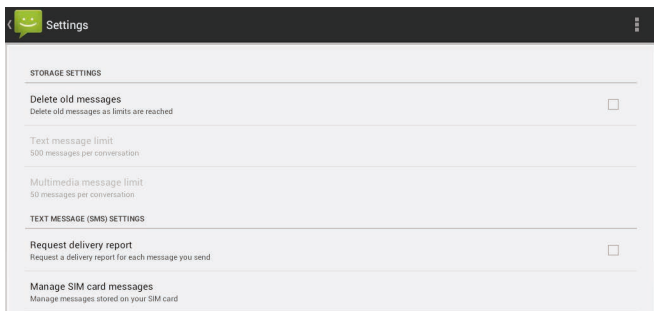 Settings
STORAGE SETTINGS
Delete old messages
Delete old messages as limits are reached
Text message limit
500 messages per conversation
Multimedia message limit
50 messages per conversation
TEXT MESSAGE (SMS) SETTINGS
Request delivery report
Request a delivery report for each message you send
Manage SIM card messages
Manage messages stored on your SIM card